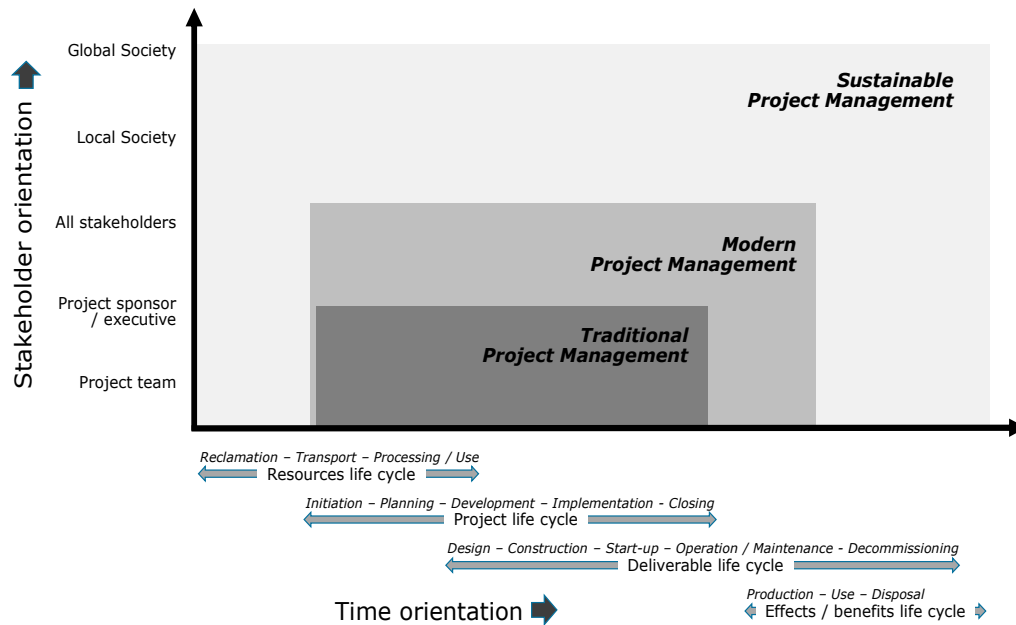 Stakeholder orientation
Global Society
Local Society
All stakeholders
Project sponsor
/ executive
Project team
Sustainable
Project Management
Modern
Project Management
Traditional
Project Management
Reclamation – Transport – Processing / Use
Resources life cycle
Initiation – Planning – Development – Implementation - Closing
Project life cycle
Design – Construction – Start-up – Operation / Maintenance - Decommissioning
Deliverable life cycle
Production – Use – Disposal
Effects / benefits life cycle
Time orientation